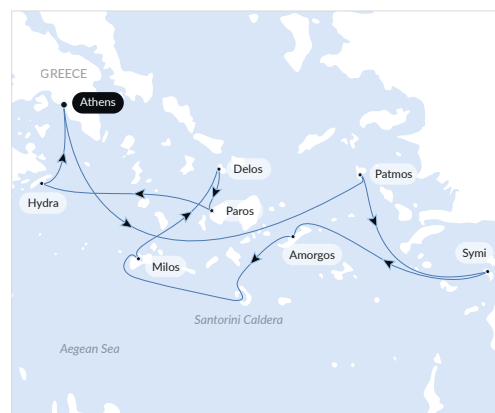 GREECE
Athens
Delos
Patmos
Hydra
Paros
Amorgos
Symi
Milos
Santorini Caldera
Aegean Sea